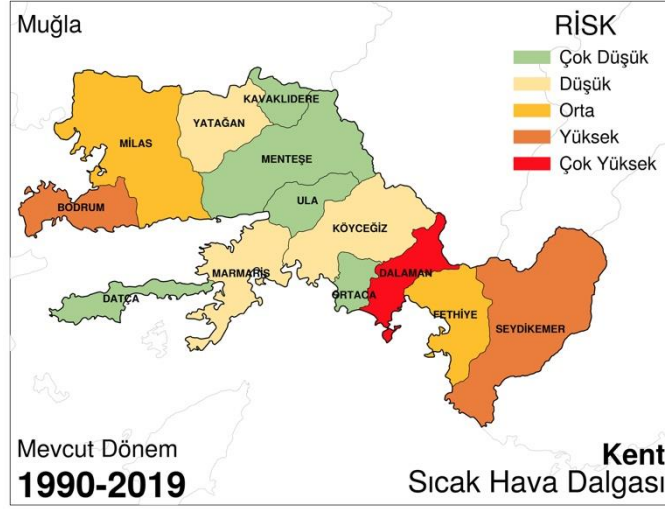 Muğla
RİSK
Çok Düşük
Düşük
Orta
Yüksek
Çok Yüksek
KAVAKLIDERE
YATAĞAN
MİLAS
MENTEŞE
ULA
BODRUM
KÖYCEĞİZ
MARMARİS
DALAMAN
DATÇA
ORTACA
FETHİYE
SEYDİKEMER
Mevcut Dönem
1990-2019
Kent
Sıcak Hava Dalgası